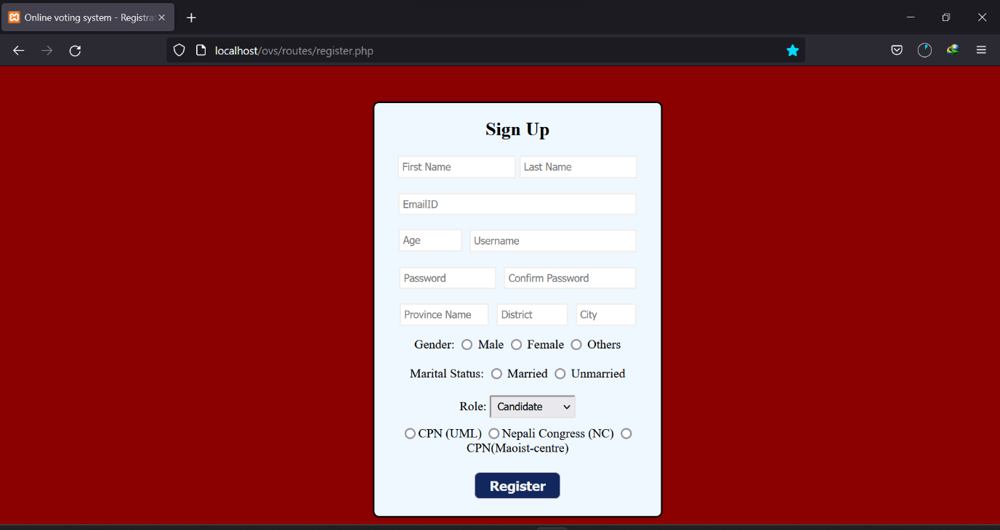 Online voting system - Registra
localhost/ovs/routes/register.php
Sign Up
First Name Last Name
EmailID
Age Username
Password Confirm Password
Province Name District City
Gender: Male Female Others
Marital Status: Married Unmarried
Role: Candidate
CPN (UML) Nepali Congress (NC)
CPN(Maoist-centre)
Register